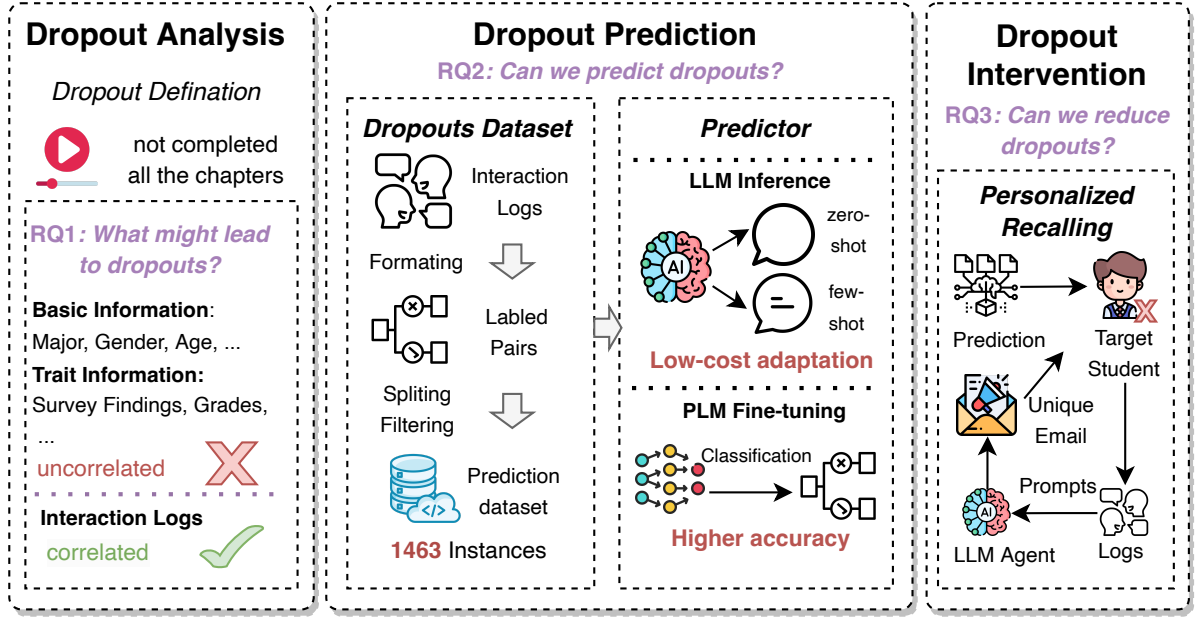 Dropout Analysis
Dropout Defination
not completed
all the chapters
RQ1: What might lead
to dropouts?
Basic Information:
Major, Gender, Age, ...
Trait Information:
Survey Findings, Grades,
...
uncorrelated
Interaction Logs
correlated
Dropout Prediction
RQ2: Can we predict dropouts?
Dropouts Dataset
Interaction
Logs
Formating
Labled
Pairs
Spliting
Filtering
Prediction
dataset
1463 Instances
Predictor
LLM Inference
AI
zero-
shot
few-
shot
Low-cost adaptation
PLM Fine-tuning
Classification
Higher accuracy
Dropout
Intervention
RQ3: Can we reduce
dropouts?
Personalized
Recalling
Prediction
Target
Student
Unique
Email
Prompts
AI
LLM Agent
Logs